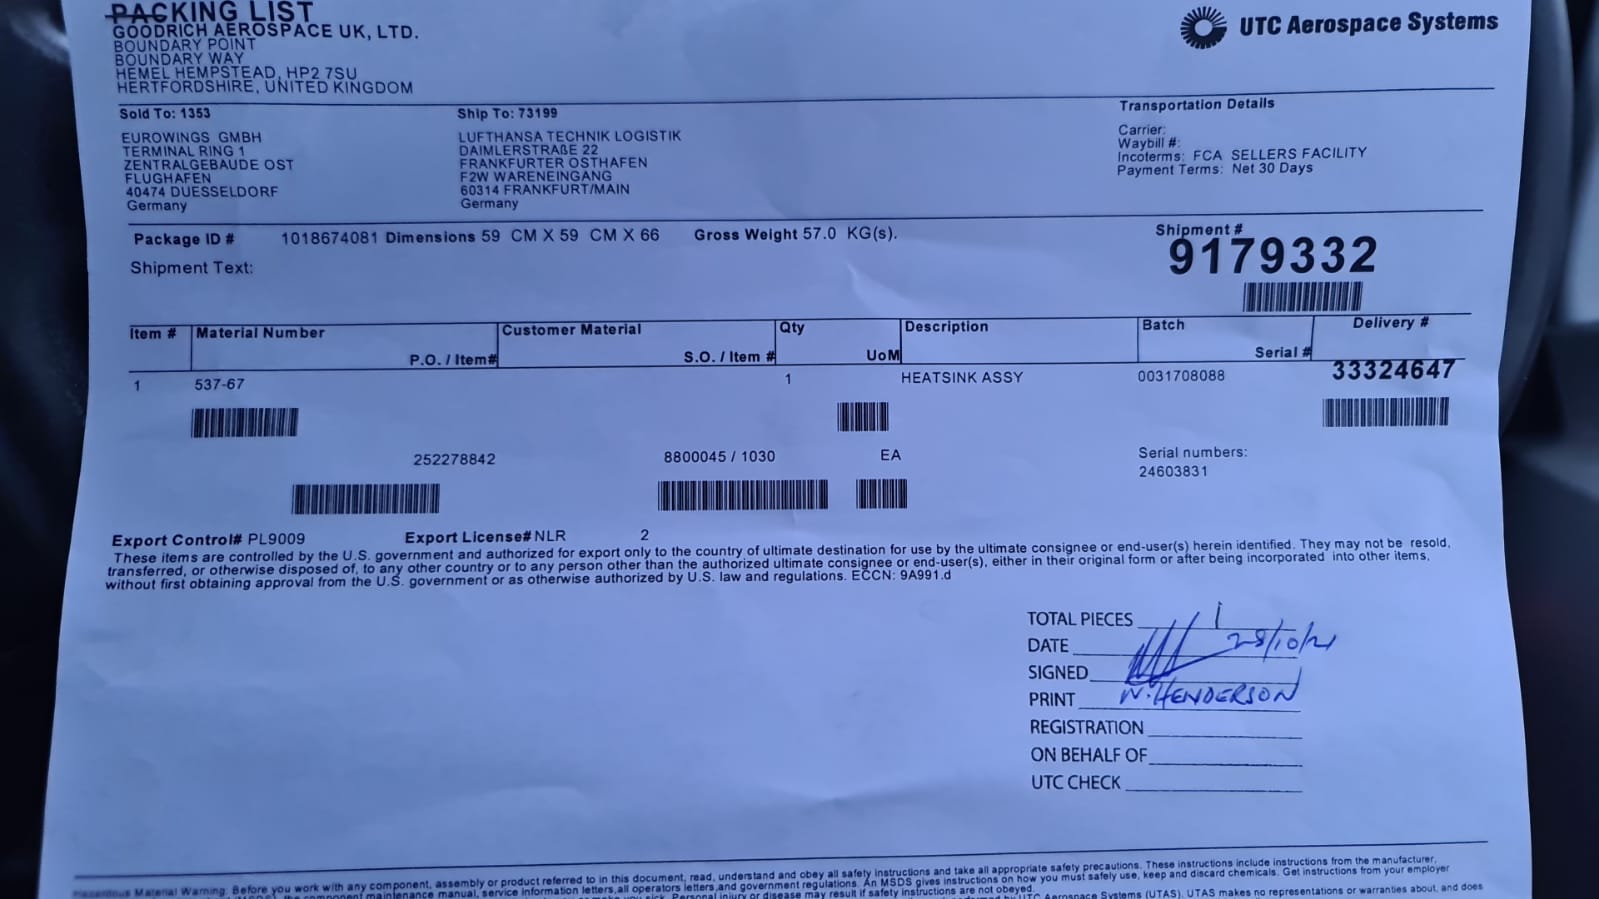 PACKING LIST
GOODRICH AEROSPACE UK, LTD.
BOUNDARY POINT
BOUNDARY WAY
HEMEL HEMPSTEAD, HP2 7SU
HERTFORDSHIRE, UNITED KINGDOM
UTC Aerospace Systems
Sold To: 1353
EUROWINGS GMBH
TERMINAL RING 1
ZENTRALGEBAUDE OST
FLUGHAFEN
40474 DUESSELDORF
Germany
Ship To: 73199
LUFTHANSA TECHNIK LOGISTIK
DAIMLERSTRAßE 22
FRANKFURTER OSTHAFEN
F2W WARENEINGANG
60314 FRANKFURT/MAIN
Germany
Transportation Details
Carrier:
Waybill #:
Incoterms: FCA SELLERS FACILITY
Payment Terms: Net 30 Days
Package ID # 1018674081 Dimensions 59 CM X 59 CM X 66 Gross Weight 57.0 KG(s).
Shipment Text:
Shipment #
9179332
Item # Material Number Customer Material Qty Description Batch Delivery #
P.O. / Item# S.O. / Item # UoM Serial #
1 537-67 1 HEATSINK ASSY 0031708088 33324647
252278842 8800045 / 1030 EA Serial numbers:
24603831
Export Control# PL9009 Export License# NLR 2
These items are controlled by the U.S. government and authorized for export only to the country of ultimate destination for use by the ultimate consignee or end-user(s) herein identified. They may not be resold,
transferred, or otherwise disposed of, to any other country or to any person other than the authorized ultimate consignee or end-user(s), either in their original form or after being incorporated into other items,
without first obtaining approval from the U.S. government or as otherwise authorized by U.S. law and regulations. ECCN: 9A991.d
TOTAL PIECES 1
DATE 28/10/21
SIGNED
PRINT W. HENDERSON
REGISTRATION
ON BEHALF OF
UTC CHECK
Hazardous Material Warning: Before you work with any component, assembly or product referred to in this document, read, understand and obey all safety instructions and take all appropriate safety precautions. These instructions include instructions from the manufacturer,
component maintenance manual, service information letters, all operators letters, and government regulations. An MSDS gives instructions on how you must safely use, keep and discard chemicals. Get instructions from your employer
Personal injury or disease may result if safety instructions are not obeyed.
UTC Aerospace Systems (UTAS). UTAS makes no representations or warranties about, and does